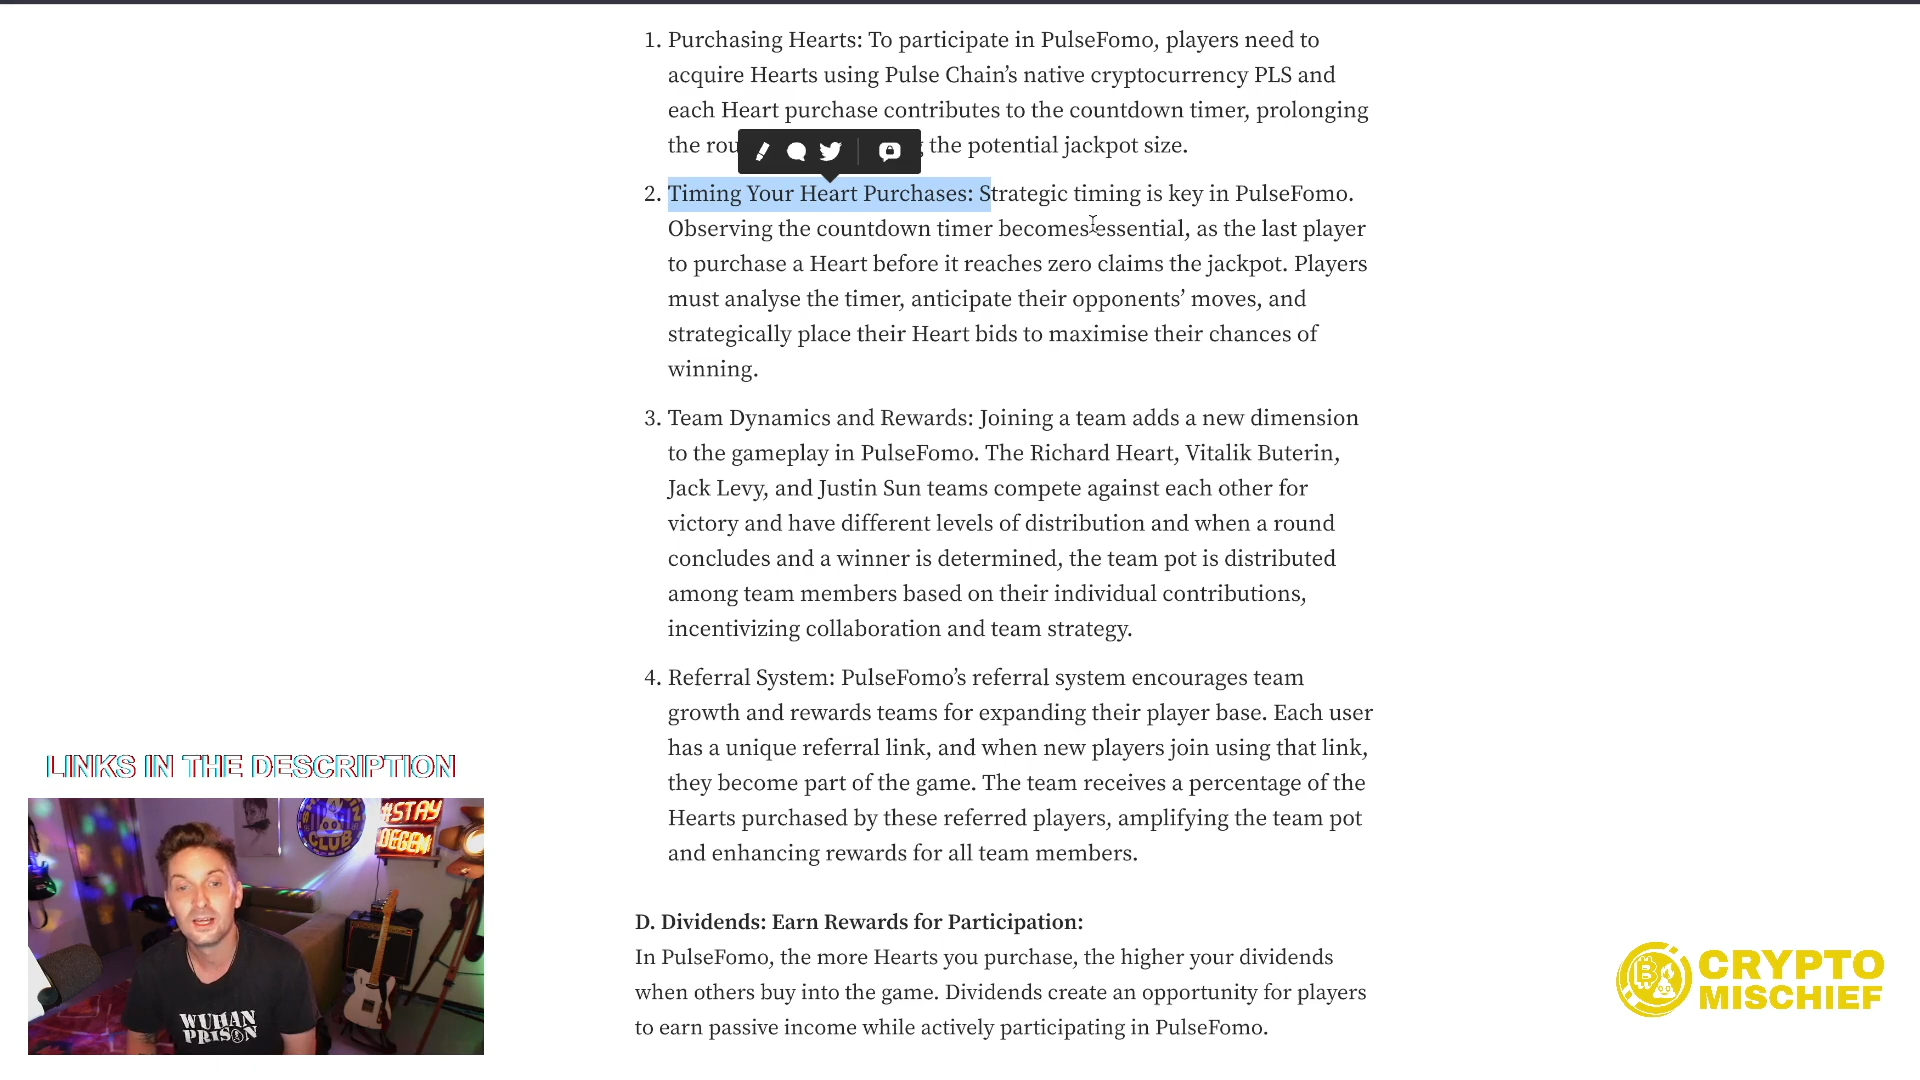 1. Purchasing Hearts: To participate in PulseFomo, players need to
acquire Hearts using Pulse Chain’s native cryptocurrency PLS and
each Heart purchase contributes to the countdown timer, prolonging
the rou the potential jackpot size.
2. Timing Your Heart Purchases: Strategic timing is key in PulseFomo.
Observing the countdown timer becomes essential, as the last player
to purchase a Heart before it reaches zero claims the jackpot. Players
must analyse the timer, anticipate their opponents’ moves, and
strategically place their Heart bids to maximise their chances of
winning.
3. Team Dynamics and Rewards: Joining a team adds a new dimension
to the gameplay in PulseFomo. The Richard Heart, Vitalik Buterin,
Jack Levy, and Justin Sun teams compete against each other for
victory and have different levels of distribution and when a round
concludes and a winner is determined, the team pot is distributed
among team members based on their individual contributions,
incentivizing collaboration and team strategy.
4. Referral System: PulseFomo’s referral system encourages team
growth and rewards teams for expanding their player base. Each user
has a unique referral link, and when new players join using that link,
they become part of the game. The team receives a percentage of the
Hearts purchased by these referred players, amplifying the team pot
and enhancing rewards for all team members.
D. Dividends: Earn Rewards for Participation:
In PulseFomo, the more Hearts you purchase, the higher your dividends
when others buy into the game. Dividends create an opportunity for players
to earn passive income while actively participating in PulseFomo.
LINKS IN THE DESCRIPTION
#STAY
DEGEN
CLUB
WUHAN
PRISON
CRYPTO
MISCHIEF